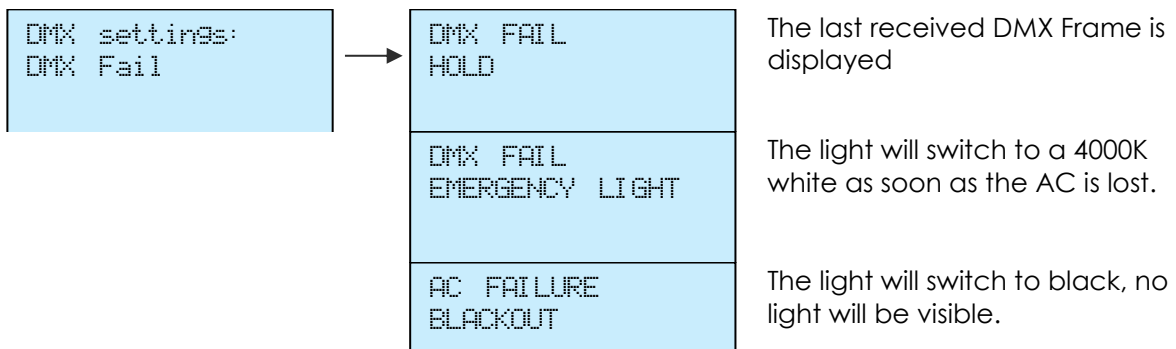 DMX settings:
DMX Fail
DMX FAIL
HOLD
The last received DMX Frame is
displayed
DMX FAIL
EMERGENCY LIGHT
The light will switch to a 4000K
white as soon as the AC is lost.
AC FAILURE
BLACKOUT
The light will switch to black, no
light will be visible.